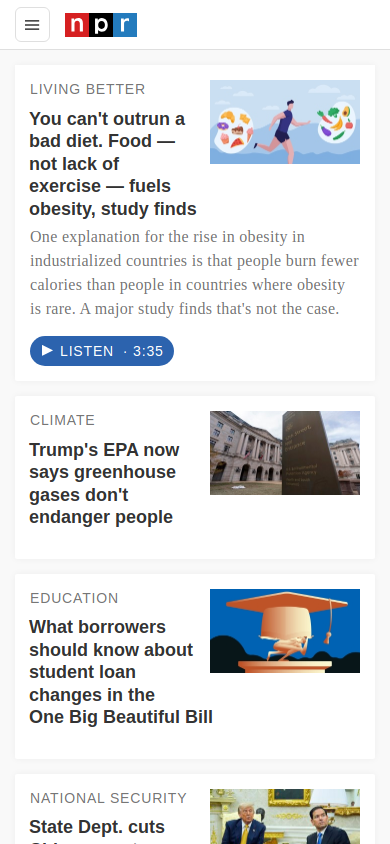 npr
LIVING BETTER
You can't outrun a
bad diet. Food —
not lack of
exercise — fuels
obesity, study finds
One explanation for the rise in obesity in
industrialized countries is that people burn fewer
calories than people in countries where obesity
is rare. A major study finds that's not the case.
LISTEN · 3:35
CLIMATE
Trump's EPA now
says greenhouse
gases don't
endanger people
EDUCATION
What borrowers
should know about
student loan
changes in the
One Big Beautiful Bill
NATIONAL SECURITY
State Dept. cuts